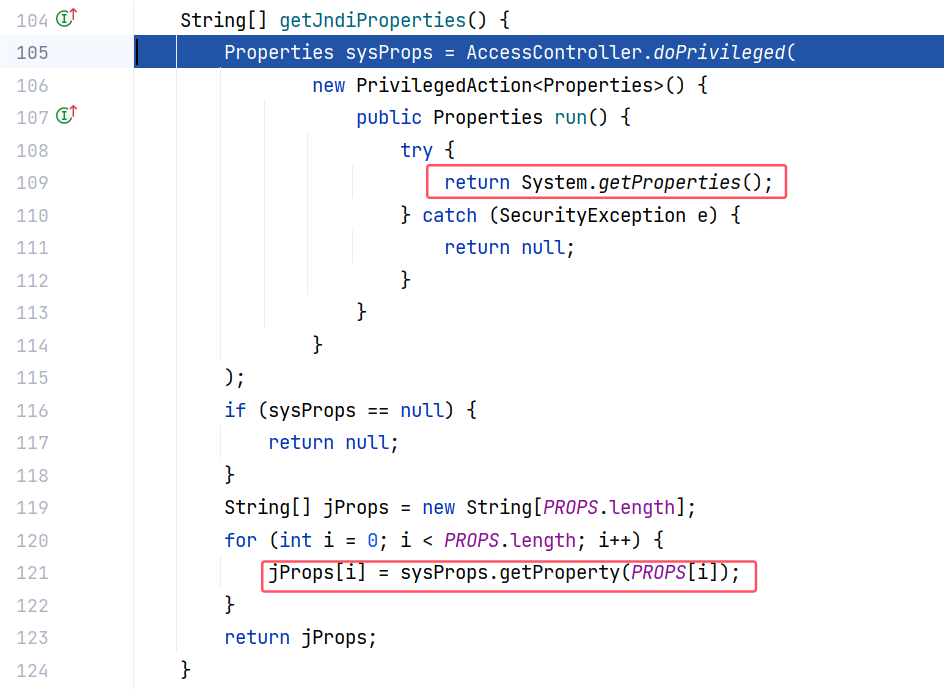 104 String[] getJndiProperties() {
105 Properties sysProps = AccessController.doPrivileged(
106 new PrivilegedAction<Properties>() {
107 public Properties run() {
108 try {
109 return System.getProperties();
110 } catch (SecurityException e) {
111 return null;
112 }
113 }
114 }
115 );
116 if (sysProps == null) {
117 return null;
118 }
119 String[] jProps = new String[PROPS.length];
120 for (int i = 0; i < PROPS.length; i++) {
121 jProps[i] = sysProps.getProperty(PROPS[i]);
122 }
123 return jProps;
124 }